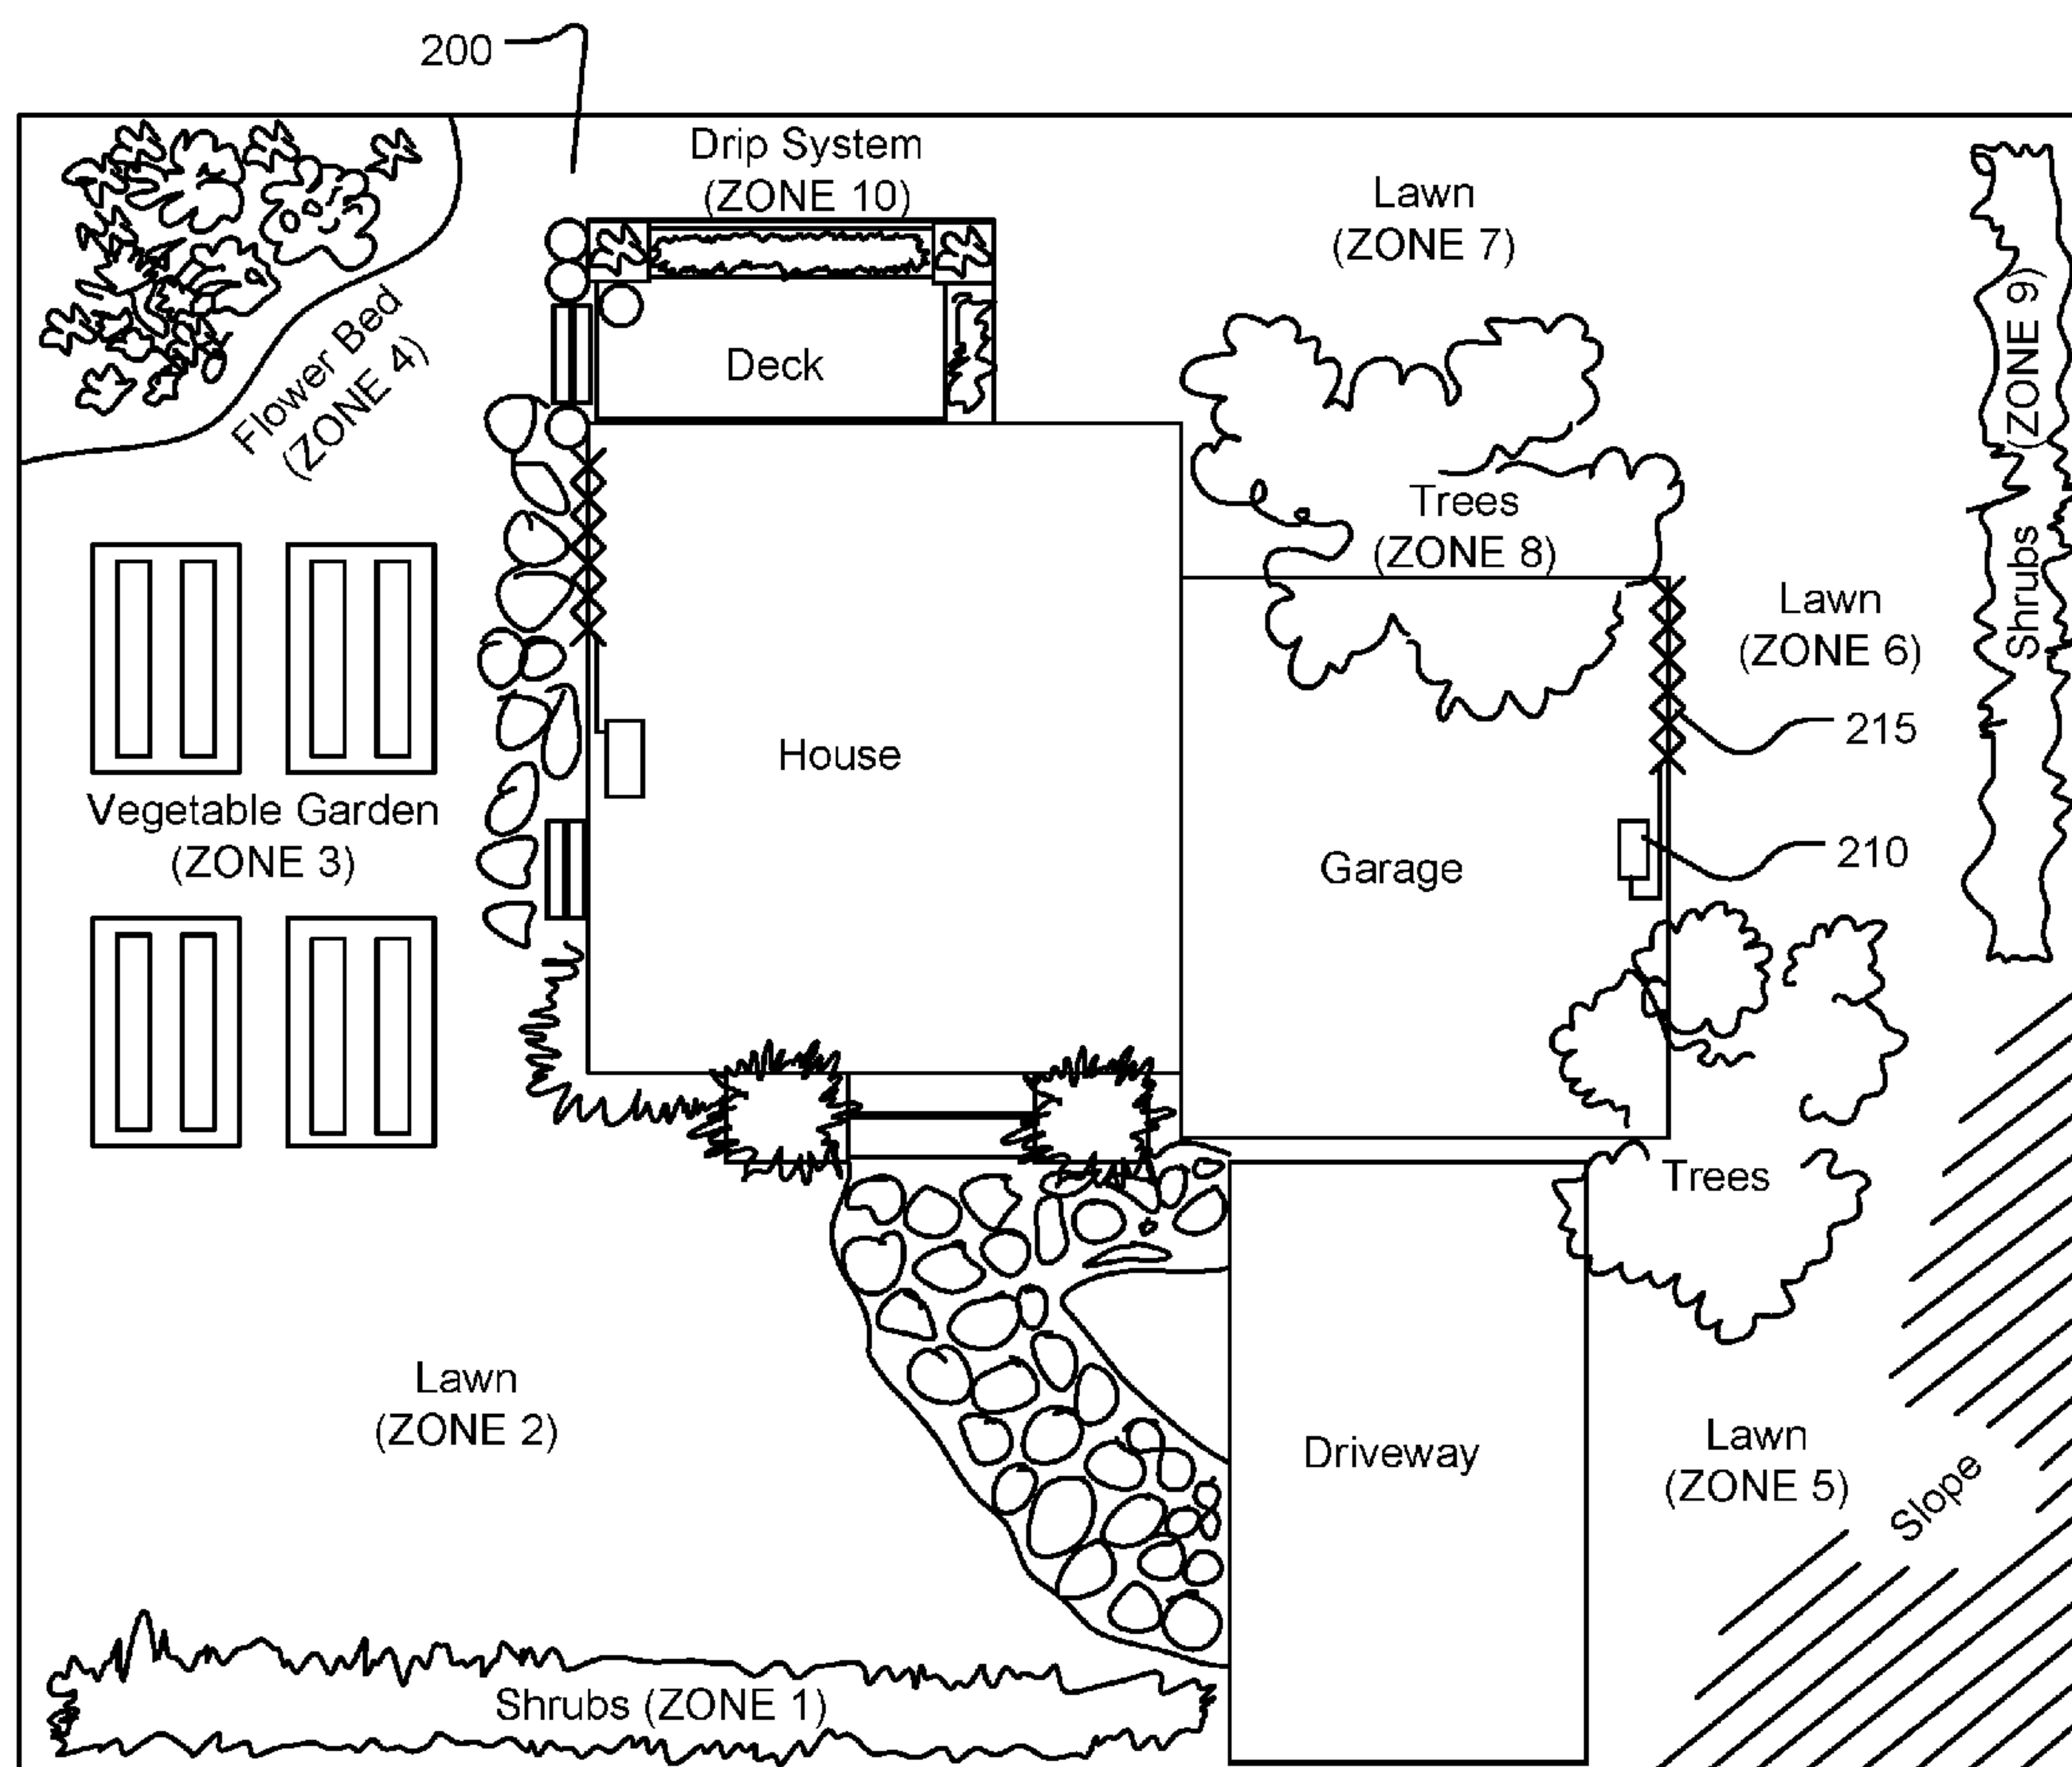 200
Drip System
(ZONE 10)
Lawn
(ZONE 7)
Flower Bed
(ZONE 4)
Deck
Shrubs (ZONE 9)
Trees
(ZONE 8)
Lawn
(ZONE 6)
215
House
Vegetable Garden
(ZONE 3)
Garage
210
Trees
Lawn
(ZONE 2)
Driveway
Lawn
(ZONE 5)
Slope
Shrubs (ZONE 1)